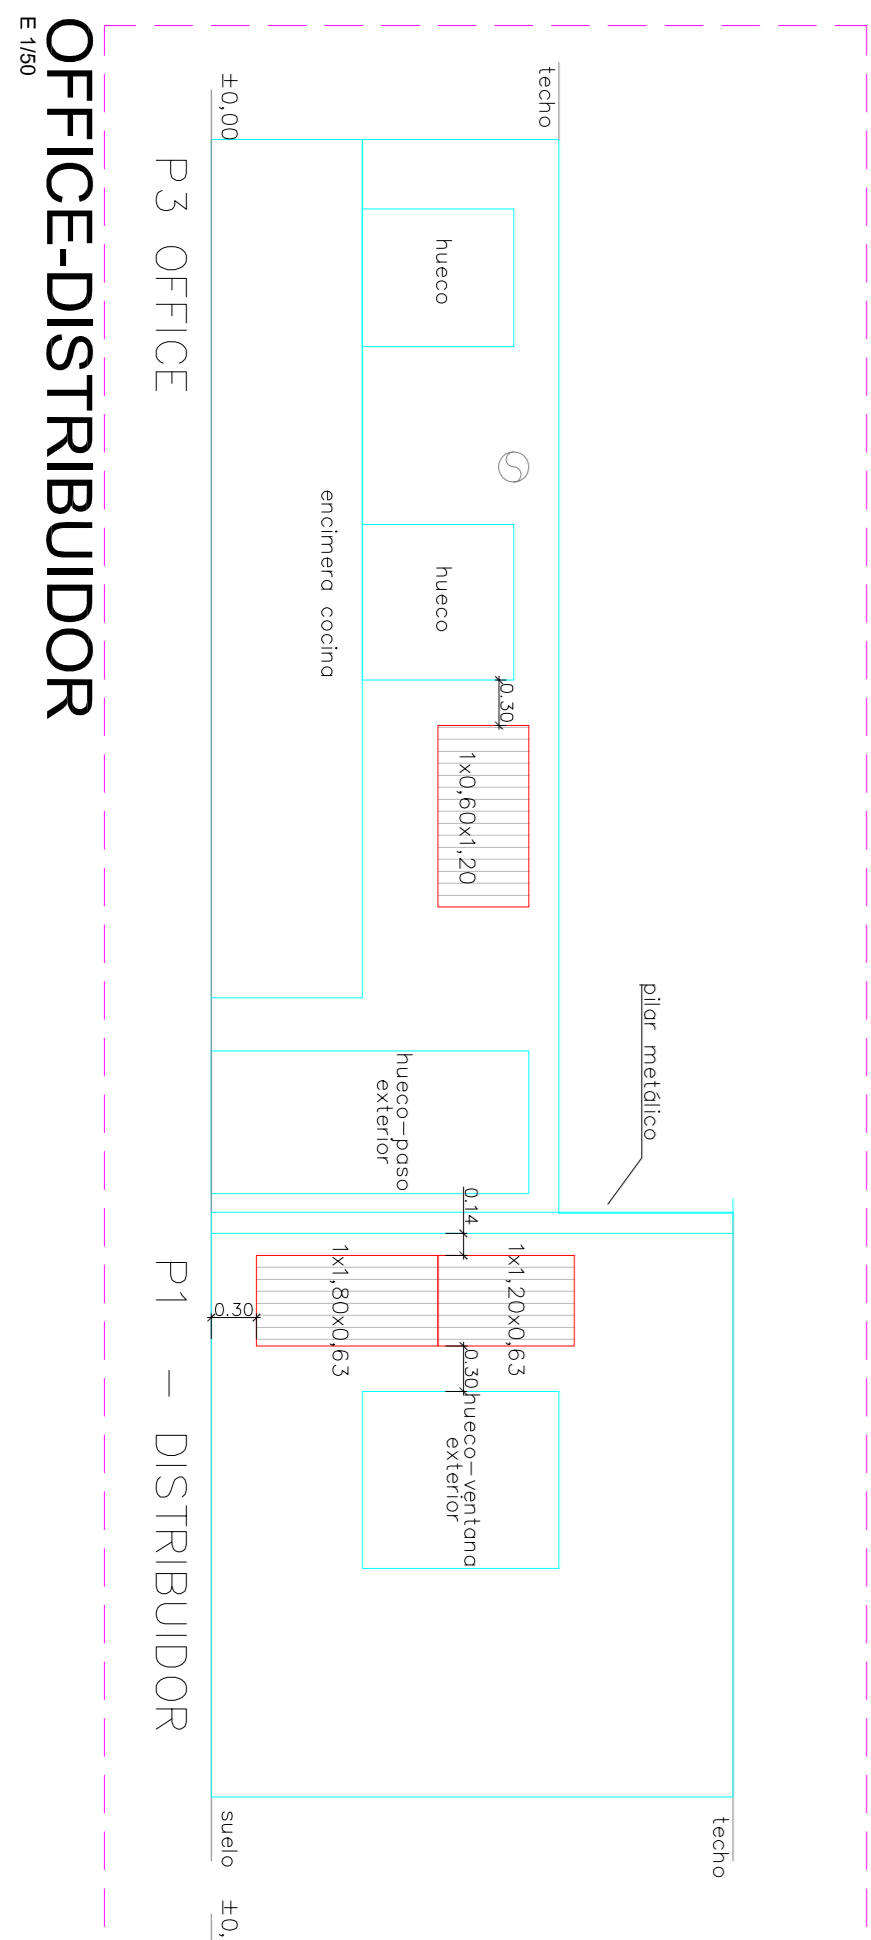 techo
pilar metálico
hueco
hueco
0.30
1x0,60x1,20
encimera cocina
hueco-paso
exterior
0.14
1x1,20x0,63
1x1,80x0,63
0.30
0.30
hueco-ventana
exterior
techo
±0,00
suelo
±0,
P3 OFFICE
P1 - DISTRIBUIDOR
OFFICE-DISTRIBUIDOR
E 1/50